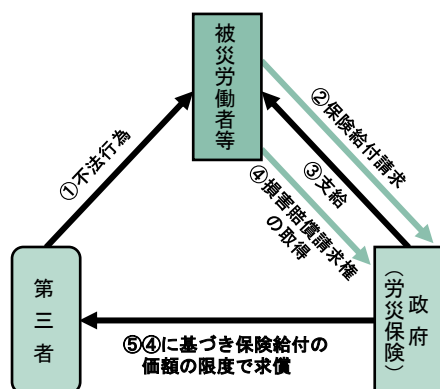 被災労働者等
①不法行為
②保険給付請求
③支給
④損害賠償請求権
の取得
第三者
政府
（労災保険）
⑤④に基づき保険給付の
価額の限度で求償